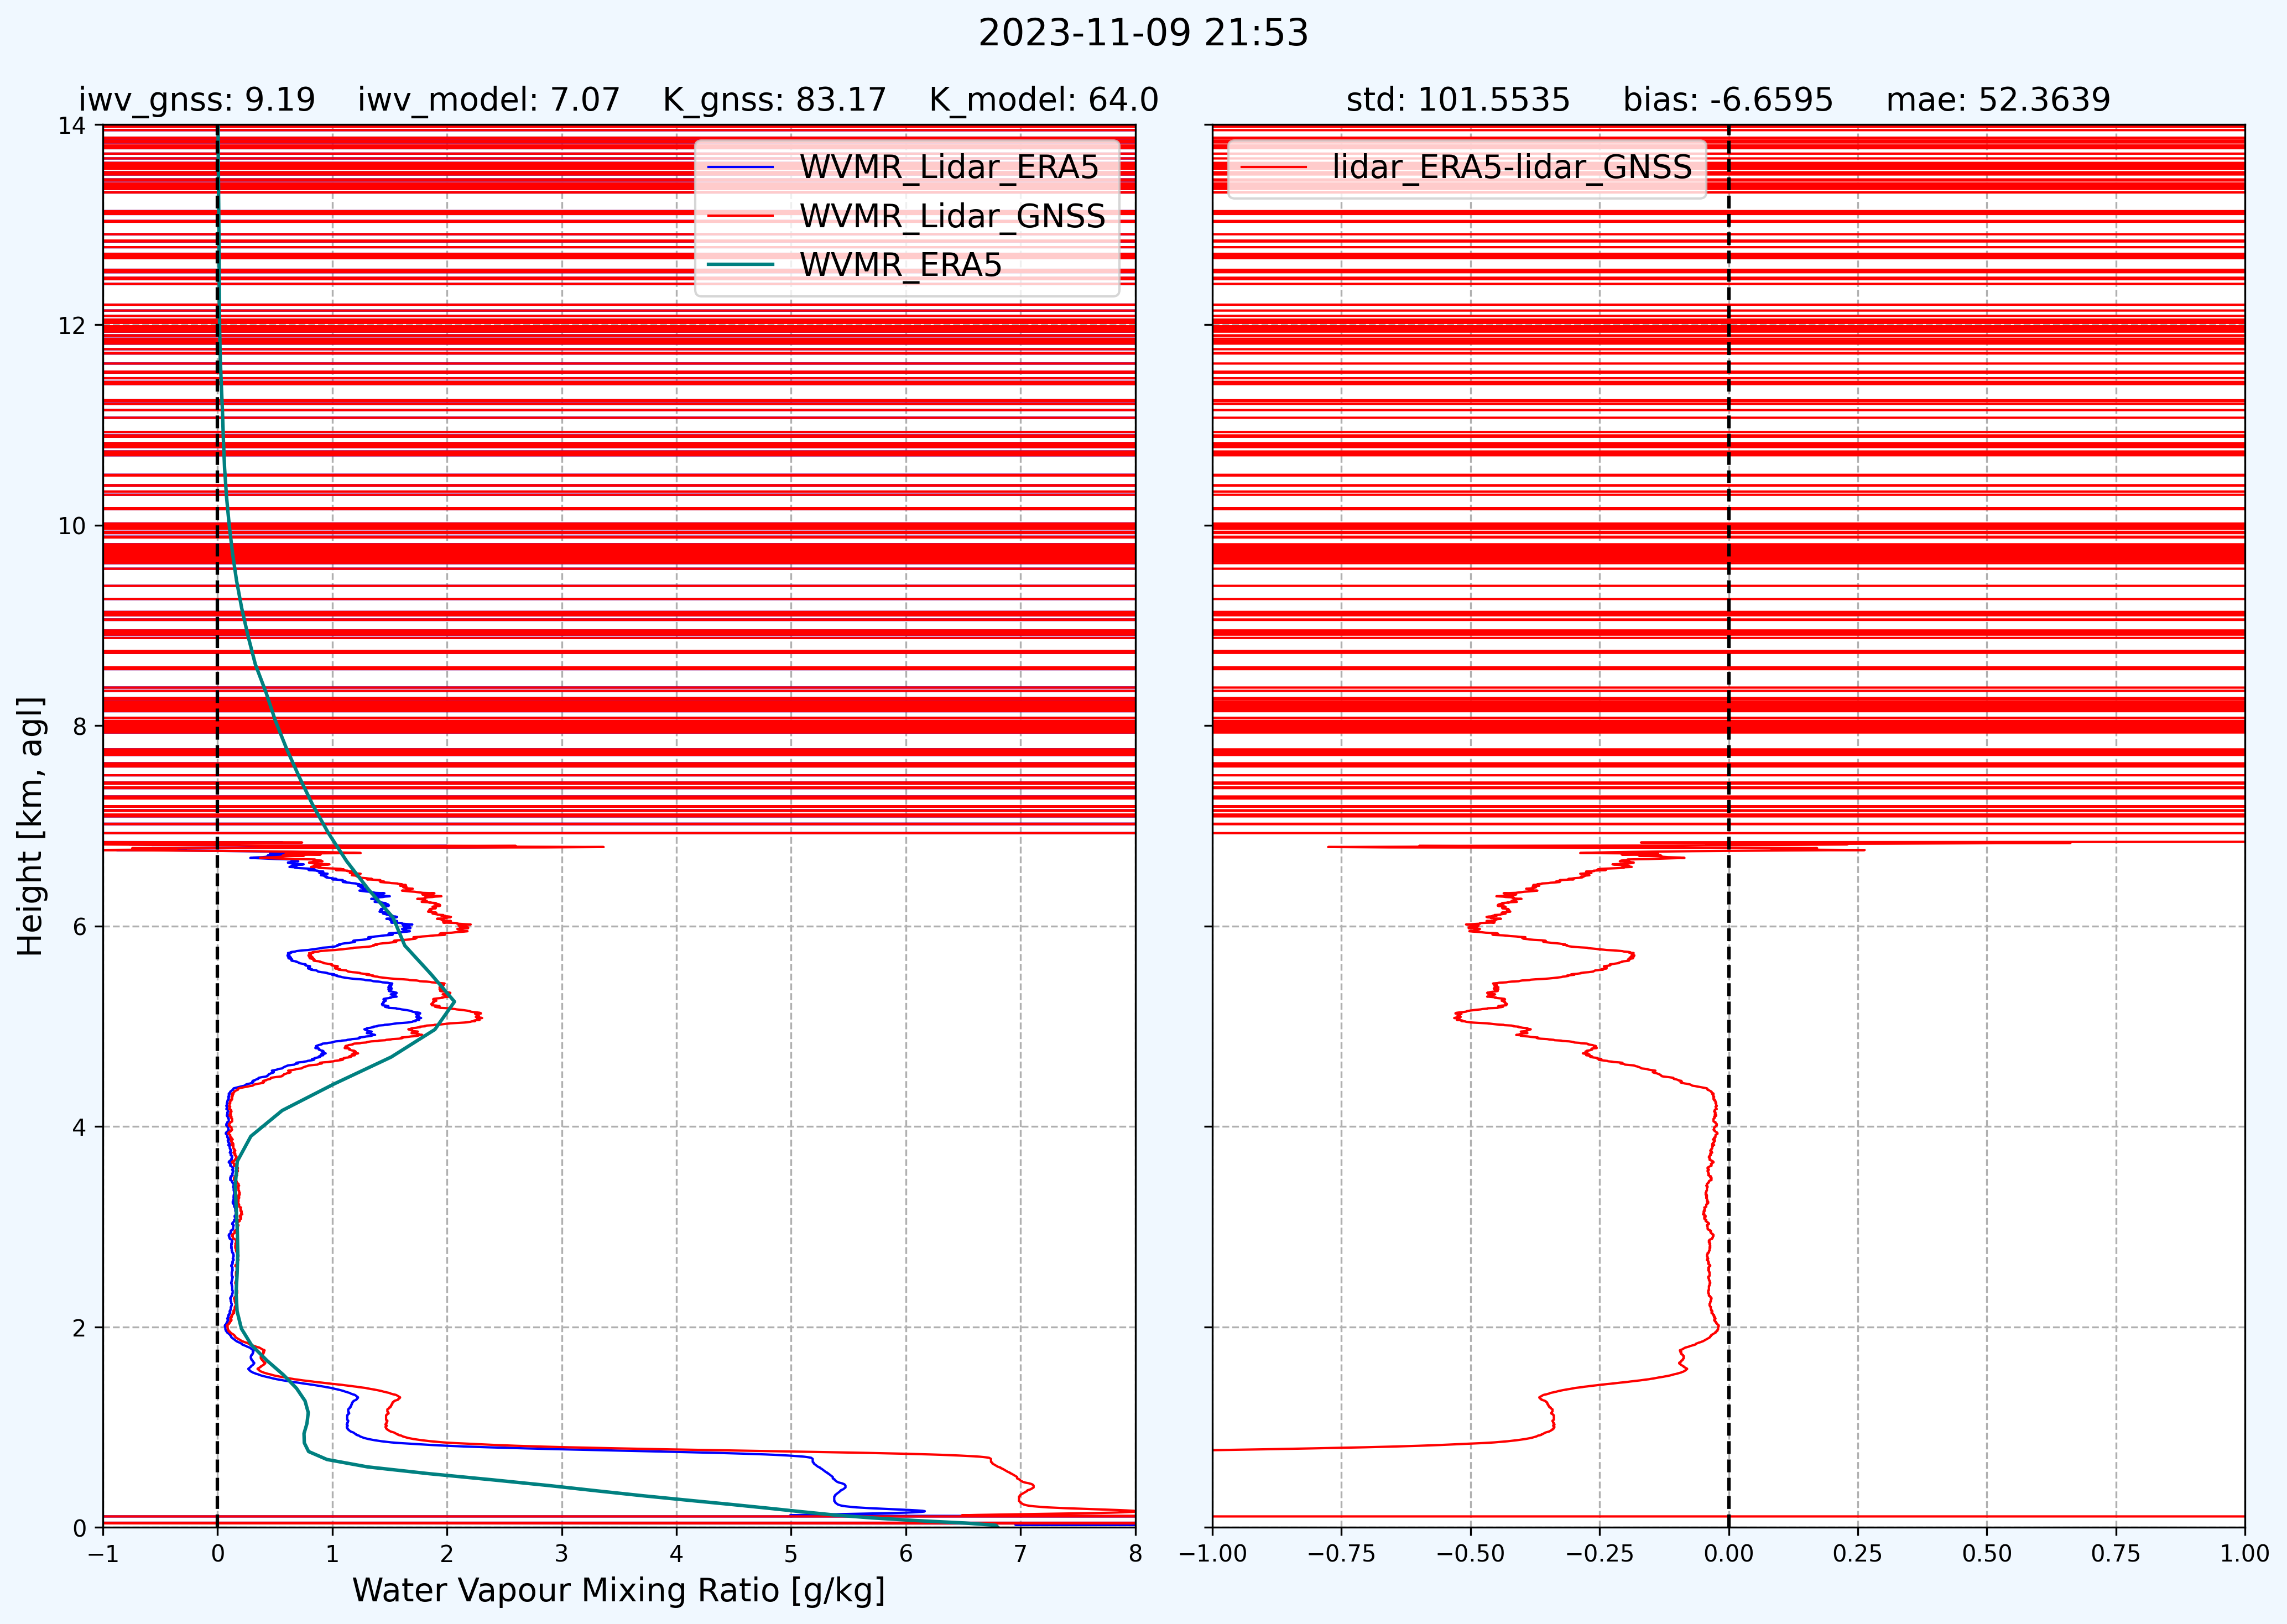 2023-11-09 21:53
iwv_gnss: 9.19 iwv_model: 7.07 K_gnss: 83.17 K_model: 64.0
std: 101.5535 bias: -6.6595 mae: 52.3639
WVMR_Lidar_ERA5
WVMR_Lidar_GNSS
WVMR_ERA5
lidar_ERA5-lidar_GNSS
Height [km, agl]
14
12
10
8
6
4
2
0
−1 0 1 2 3 4 5 6 7 8
−1.00 −0.75 −0.50 −0.25 0.00 0.25 0.50 0.75 1.00
Water Vapour Mixing Ratio [g/kg]